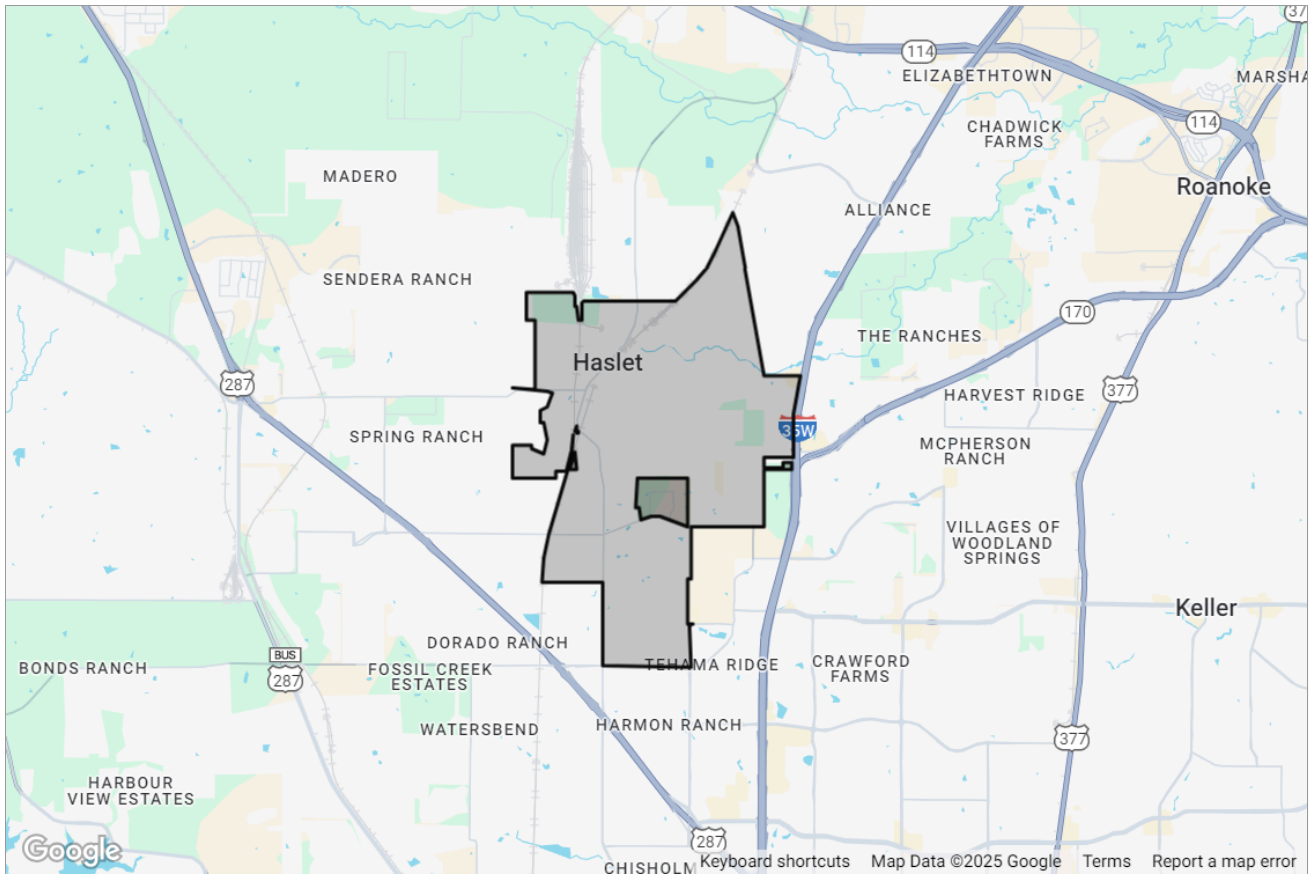 37
114
ELIZABETHTOWN
MARSHA
CHADWICK
FARMS
114
MADERO
Roanoke
ALLIANCE
SENDERA RANCH
170
THE RANCHES
Haslet
287
377
HARVEST RIDGE
35W
SPRING RANCH
MCPHERSON
RANCH
VILLAGES OF
WOODLAND
SPRINGS
Keller
DORADO RANCH
BUS
287
BONDS RANCH
FOSSIL CREEK
ESTATES
TEHAMA RIDGE
CRAWFORD
FARMS
WATERSBEND
HARMON RANCH
377
HARBOUR
VIEW ESTATES
287
Google
CHISHOLM
Keyboard shortcuts
Map Data ©2025 Google
Terms
Report a map error